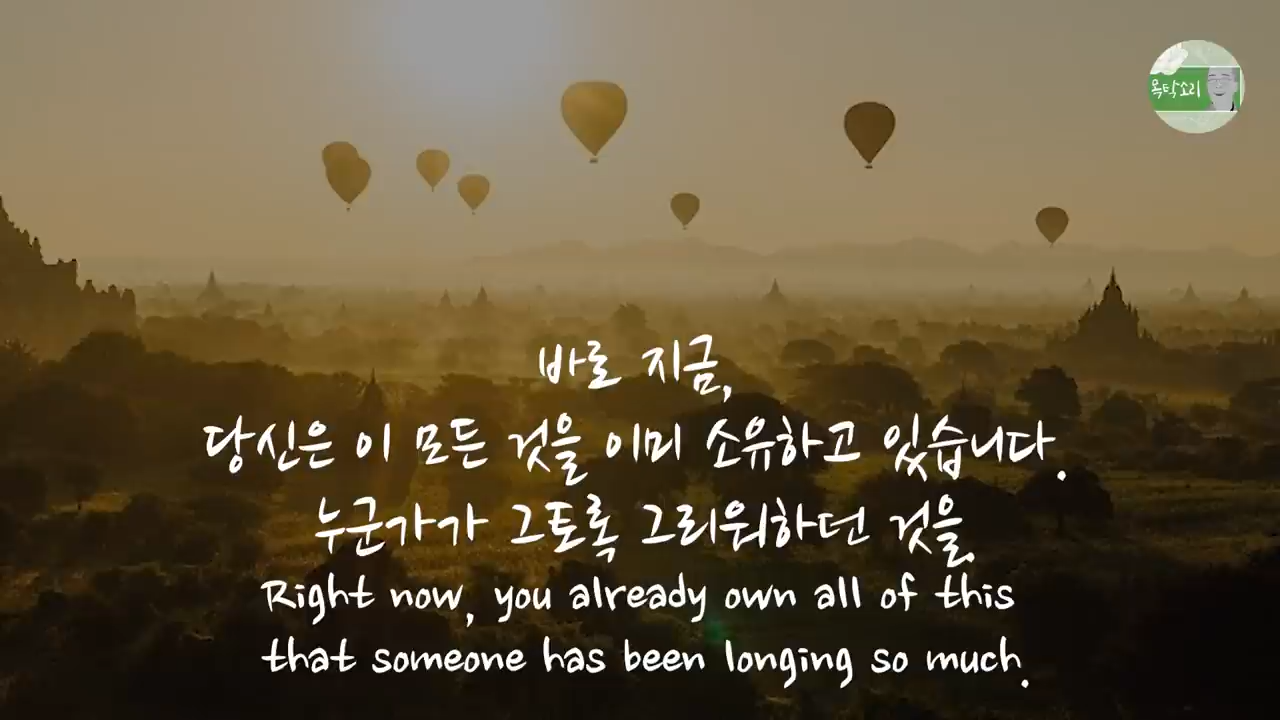 옥탁소리
바로 지금,
당신은 이 모든 것을 이미 소유하고 있습니다.
누군가가 그토록 그리워하던 것을.
Right now, you already own all of this
that someone has been longing so much.